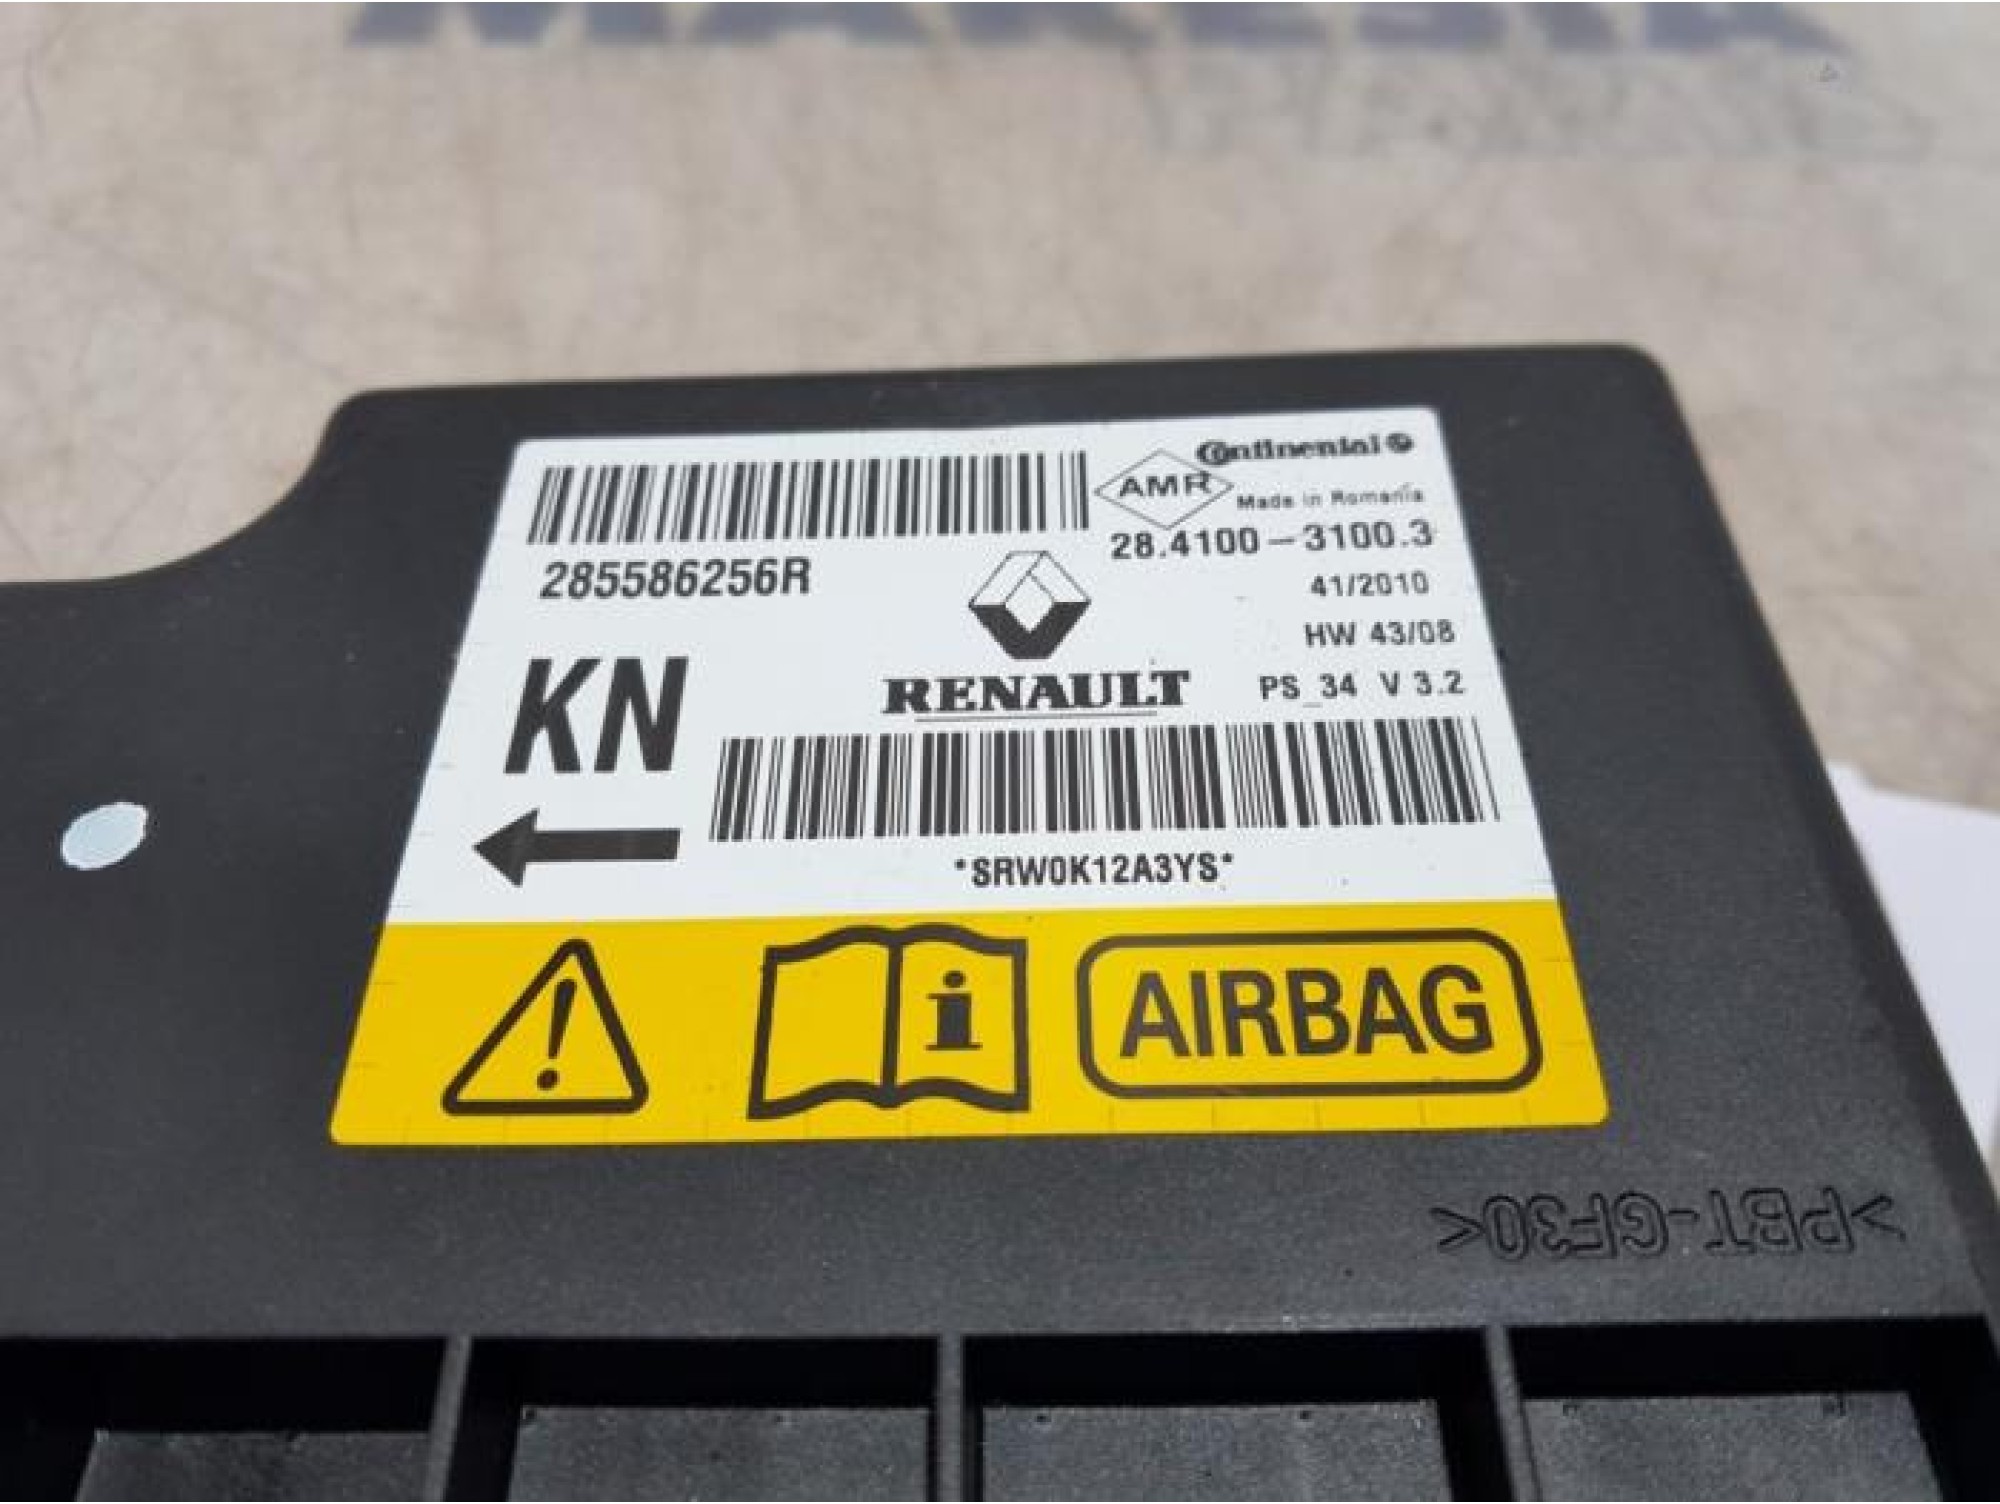 Continental
AMR
Made in Romania
285586256R
28.4100-3100.3
41/2010
HW 43/08
KN
RENAULT
PS_34 V 3.2
*SRW0K12A3YS*
i
AIRBAG
>PBT-GF30<